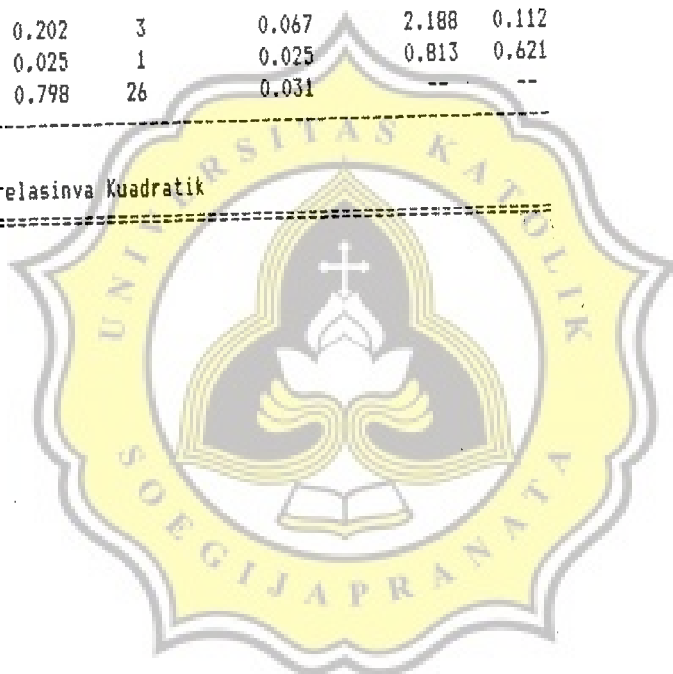 0.202 3 0.067 2.188 0.112
0.025 1 0.025 0.813 0.621
0.798 26 0.031 -- --
relasinva Kuadratik
UNIVERSITAS KATOLIK
SOEGIJAPRANATA